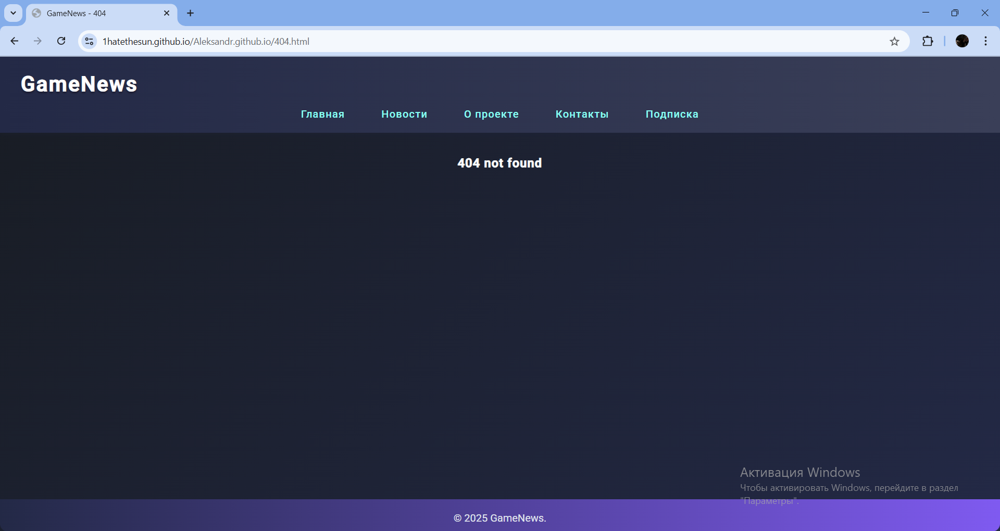 GameNews - 404
1hatethesun.github.io/Aleksandr.github.io/404.html
GameNews
Главная Новости О проекте Контакты Подписка
404 not found
Активация Windows
Чтобы активировать Windows, перейдите в раздел
"Параметры".
© 2025 GameNews.